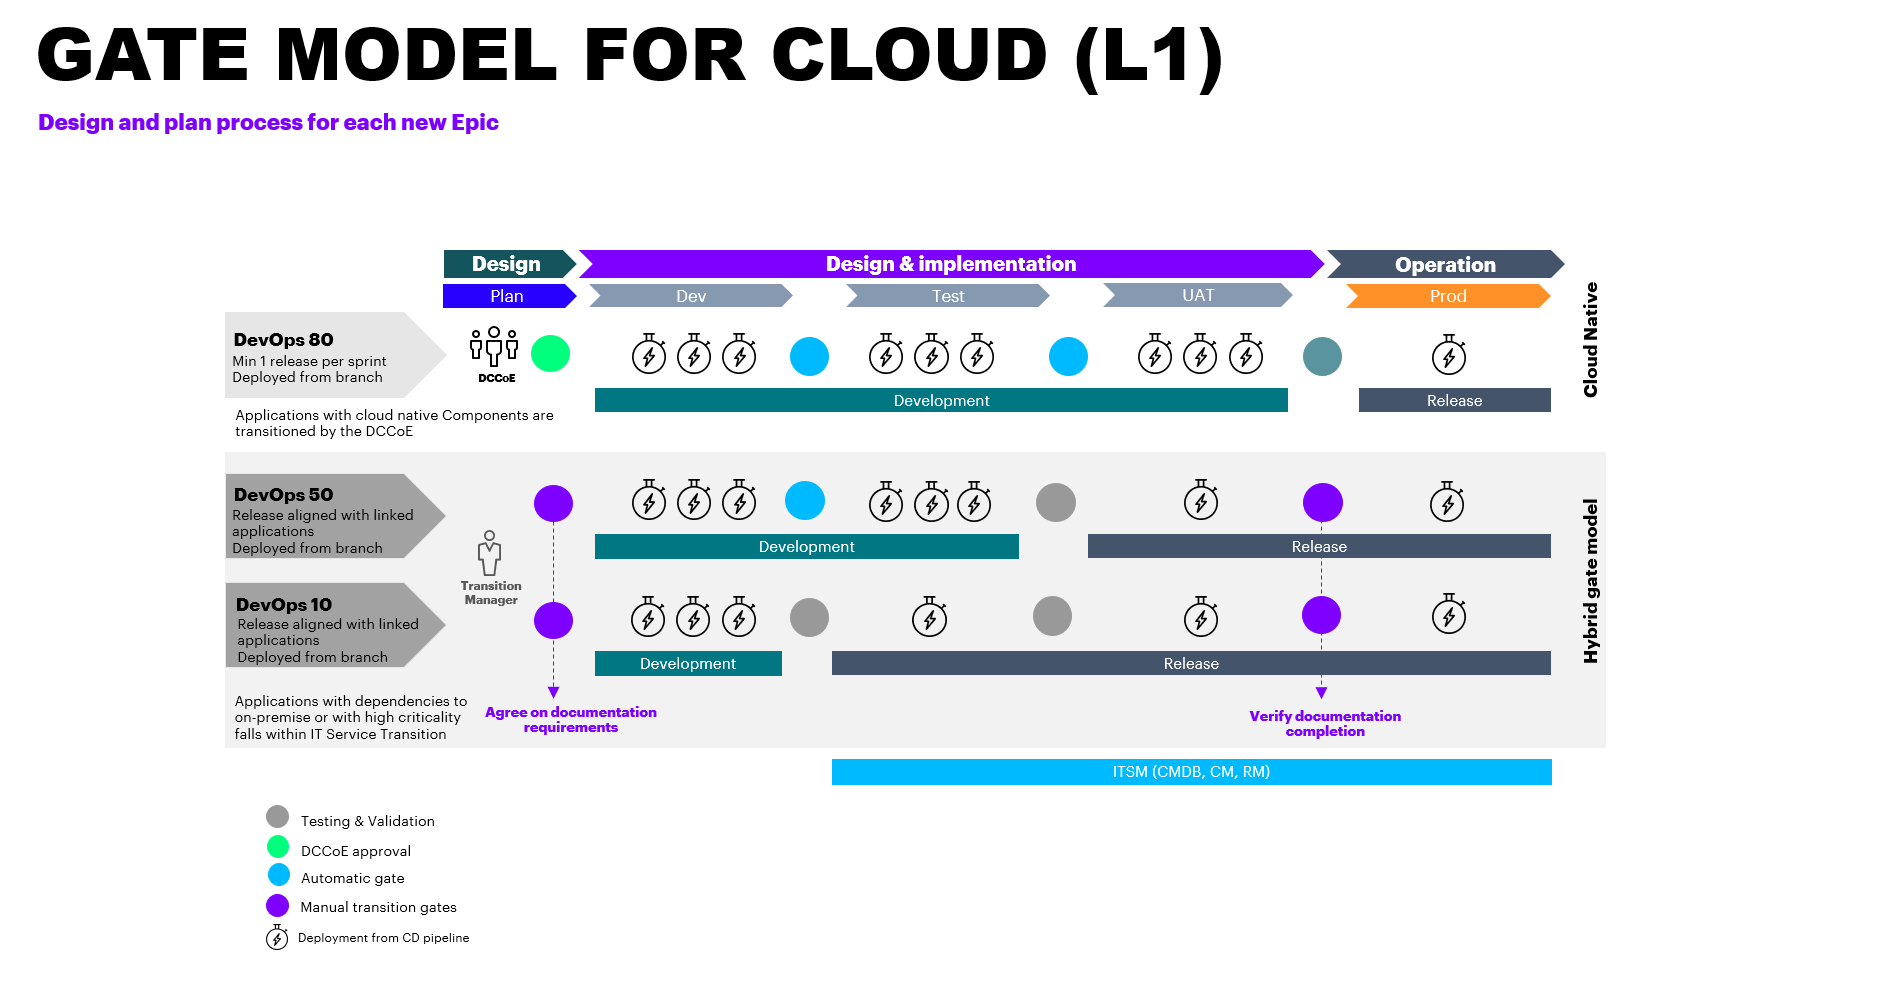 GATE MODEL FOR CLOUD (L1)
Design and plan process for each new Epic
Design
Design & implementation
Operation
Plan
Dev
Test
UAT
Prod
Cloud Native
DevOps 80
Min 1 release per sprint
Deployed from branch
DCCoE
Development
Release
Applications with cloud native Components are
transitioned by the DCCoE
DevOps 50
Release aligned with linked
applications
Deployed from branch
Development
Release
Hybrid gate model
Transition
Manager
DevOps 10
Release aligned with linked
applications
Deployed from branch
Development
Release
Applications with dependencies to
on-premise or with high criticality
falls within IT Service Transition
Agree on documentation
requirements
Verify documentation
completion
ITSM (CMDB, CM, RM)
Testing & Validation
DCCoE approval
Automatic gate
Manual transition gates
Deployment from CD pipeline